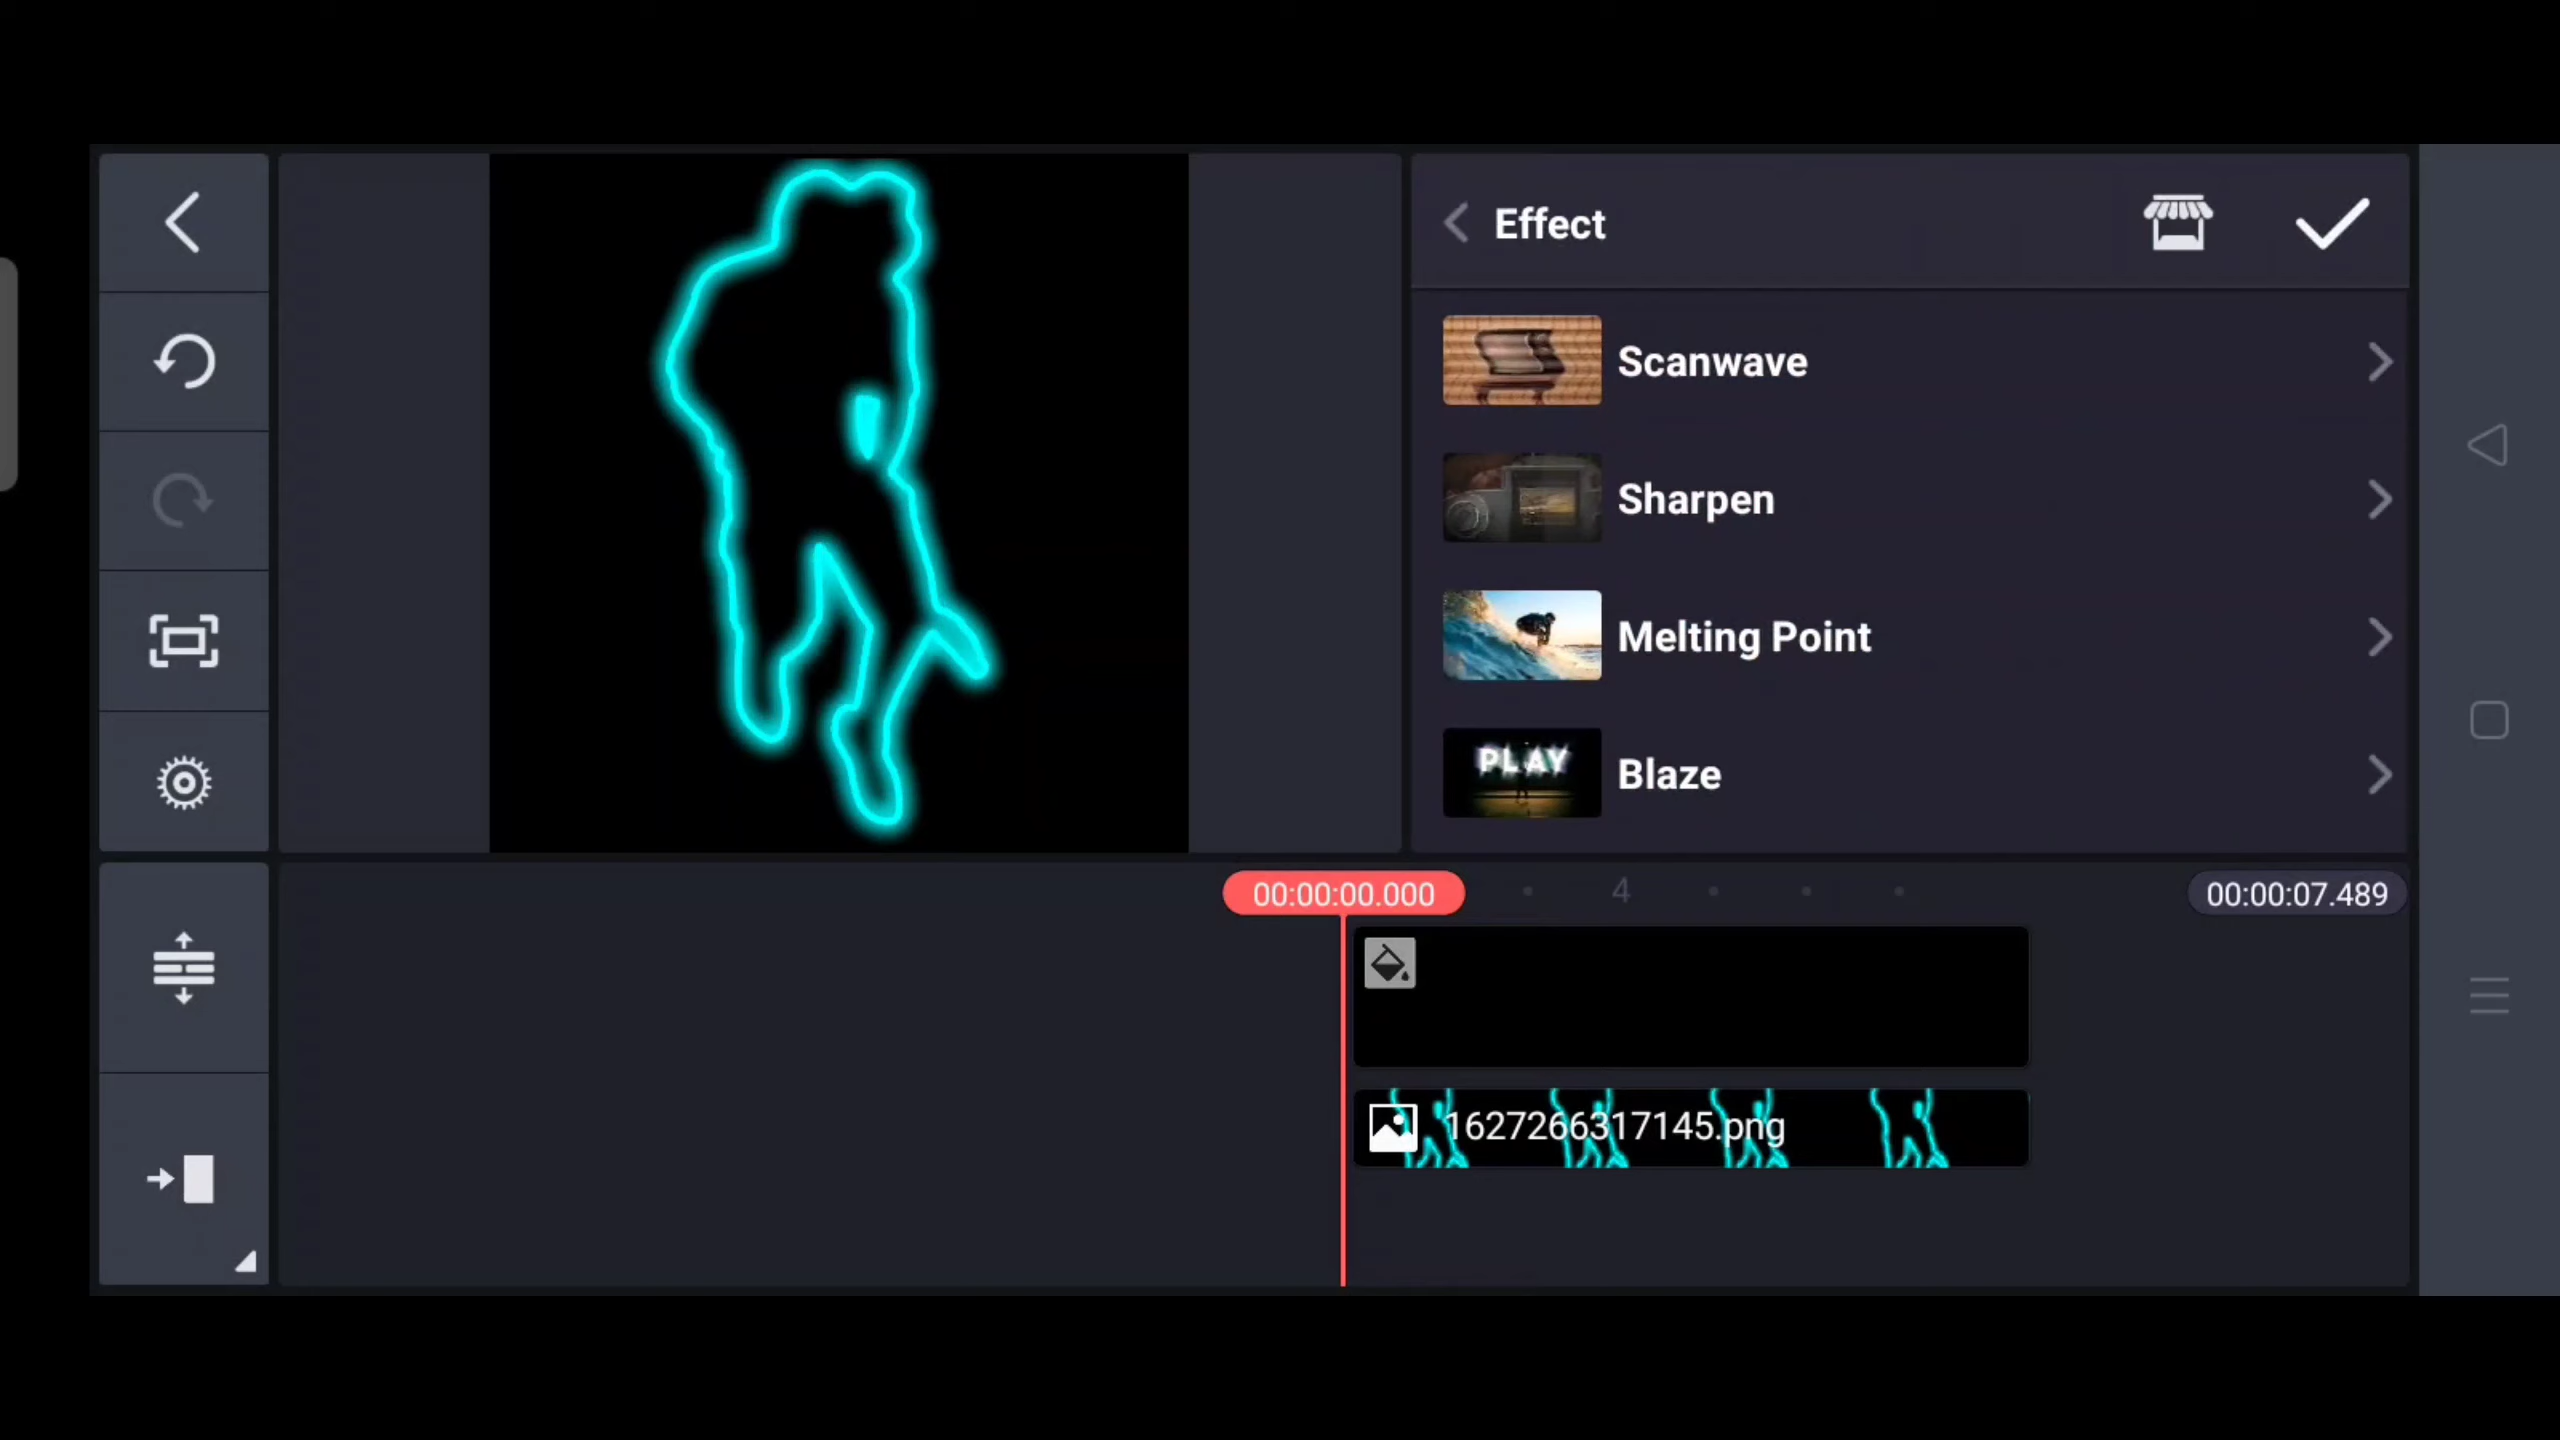 Effect
Scanwave
Sharpen
Melting Point
PLAY
Blaze
00:00:00.000
4
00:00:07.489
1627266317145.png